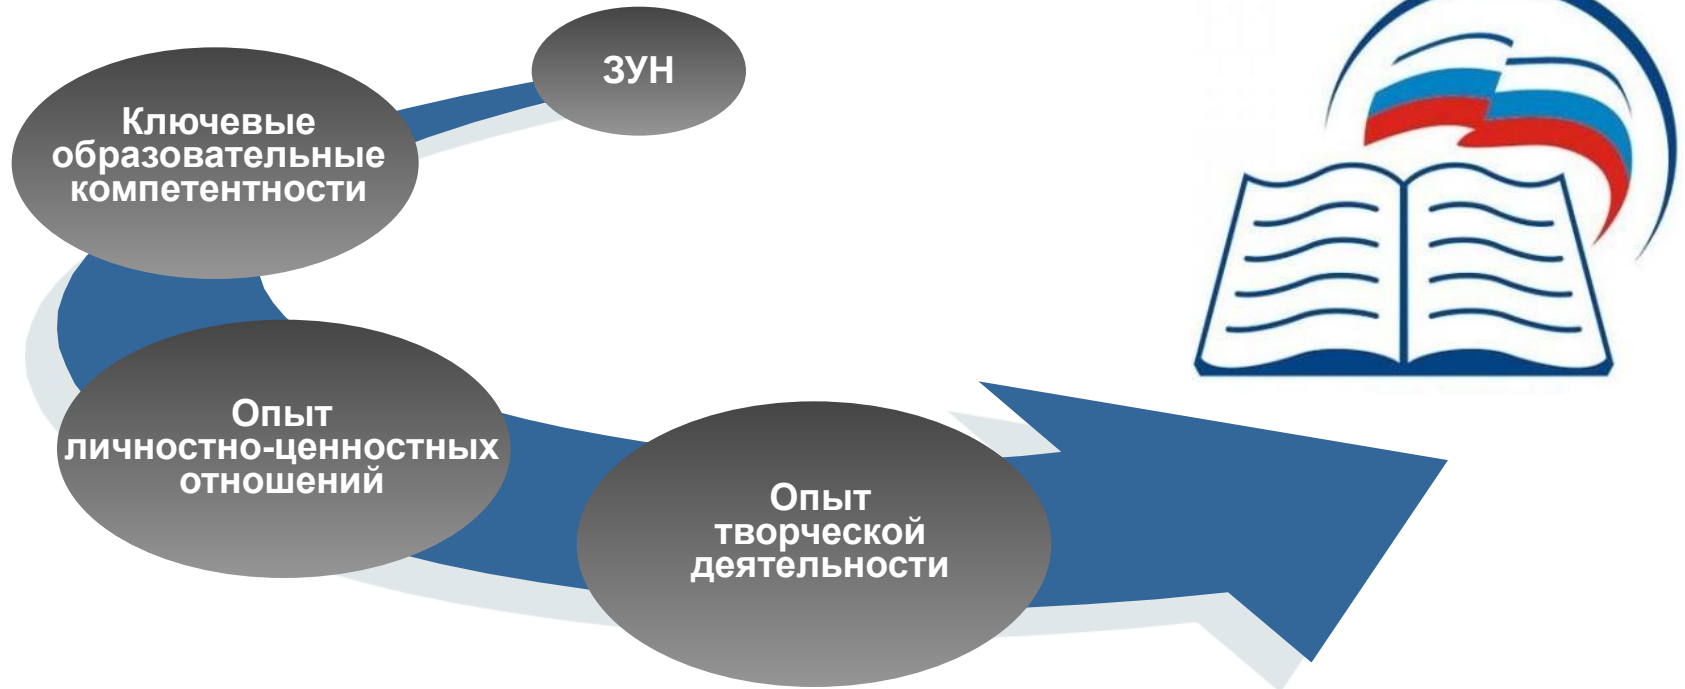 ЗУН
Ключевые
образовательные
компетентности
Опыт
личностно-ценностных
отношений
Опыт
творческой
деятельности